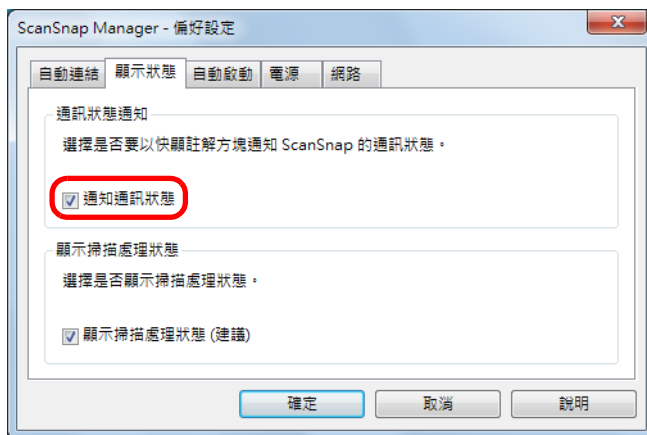 ScanSnap Manager - 偏好設定
自動連結 顯示狀態 自動啟動 電源 網路
通訊狀態通知
選擇是否要以快顯註解方塊通知 ScanSnap 的通訊狀態。
通知通訊狀態
顯示掃描處理狀態
選擇是否顯示掃描處理狀態。
顯示掃描處理狀態 (建議)
確定 取消 說明